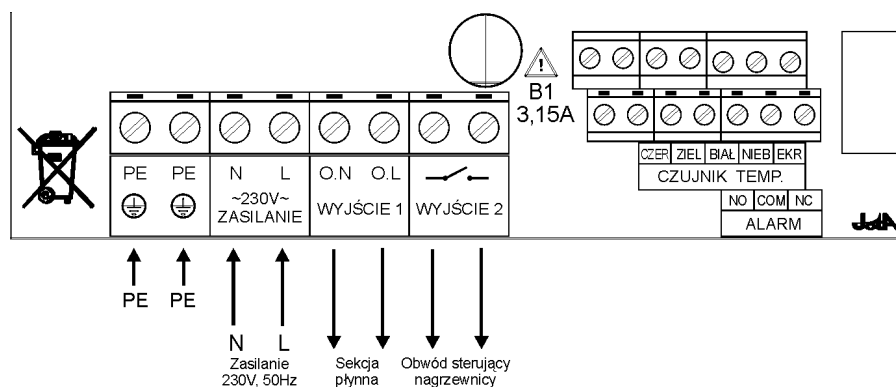 B1
3,15A
PE PE N L O.N O.L
~230V~
ZASILANIE
WYJŚCIE 1
WYJŚCIE 2
CZER ZIEL BIAŁ NIEB EKR
CZUJNIK TEMP.
NO COM NC
ALARM
PE PE
N L
Zasilanie
230V, 50Hz
Sekcja
płynna
Obwód sterujący
nagrzewnicy